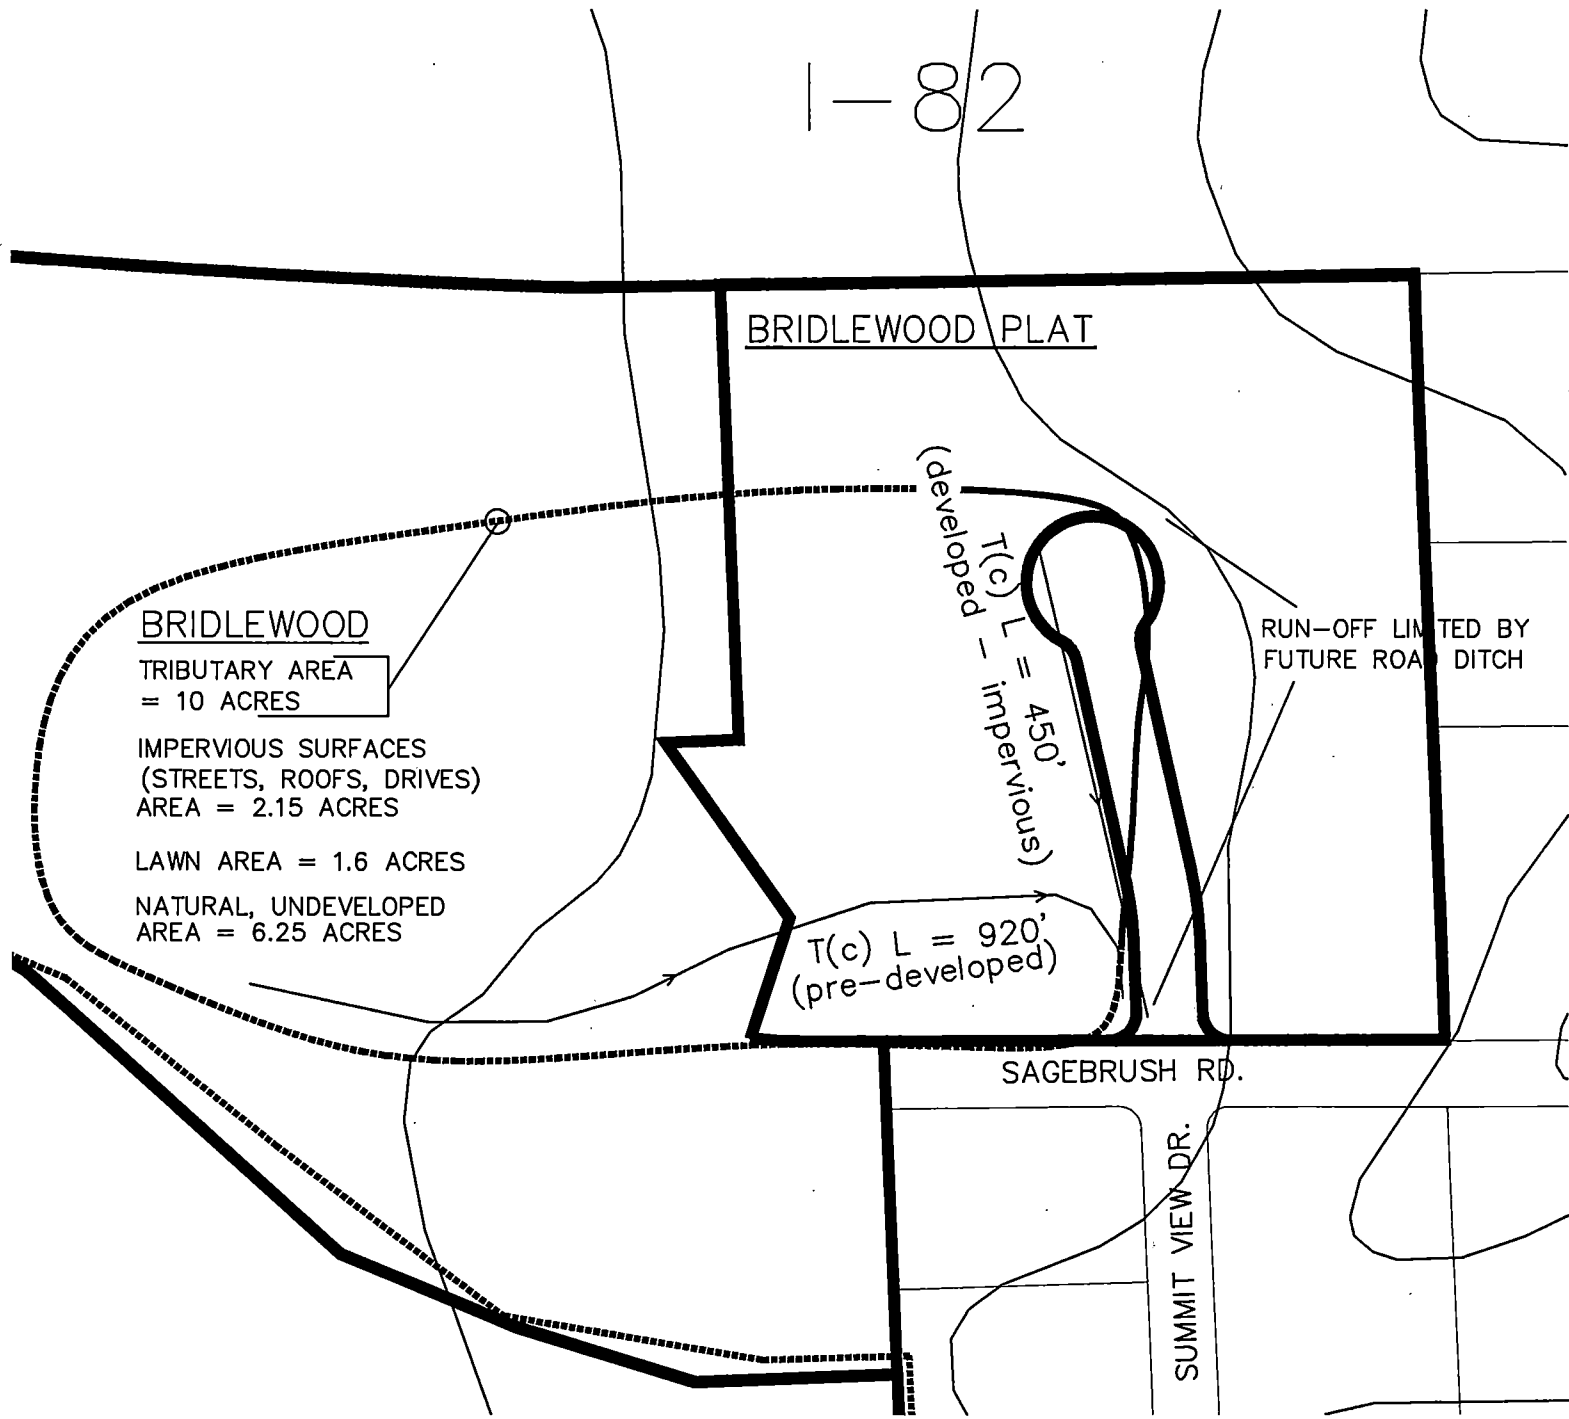 I-82
BRIDLEWOOD PLAT
(developed - impervious)
T(c) L = 450'
BRIDLEWOOD
TRIBUTARY AREA
= 10 ACRES
IMPERVIOUS SURFACES
(STREETS, ROOFS, DRIVES)
AREA = 2.15 ACRES
LAWN AREA = 1.6 ACRES
NATURAL, UNDEVELOPED
AREA = 6.25 ACRES
RUN-OFF LIMITED BY
FUTURE ROAD DITCH
T(c) L = 920'
(pre-developed)
SAGEBRUSH RD.
SUMMIT VIEW DR.